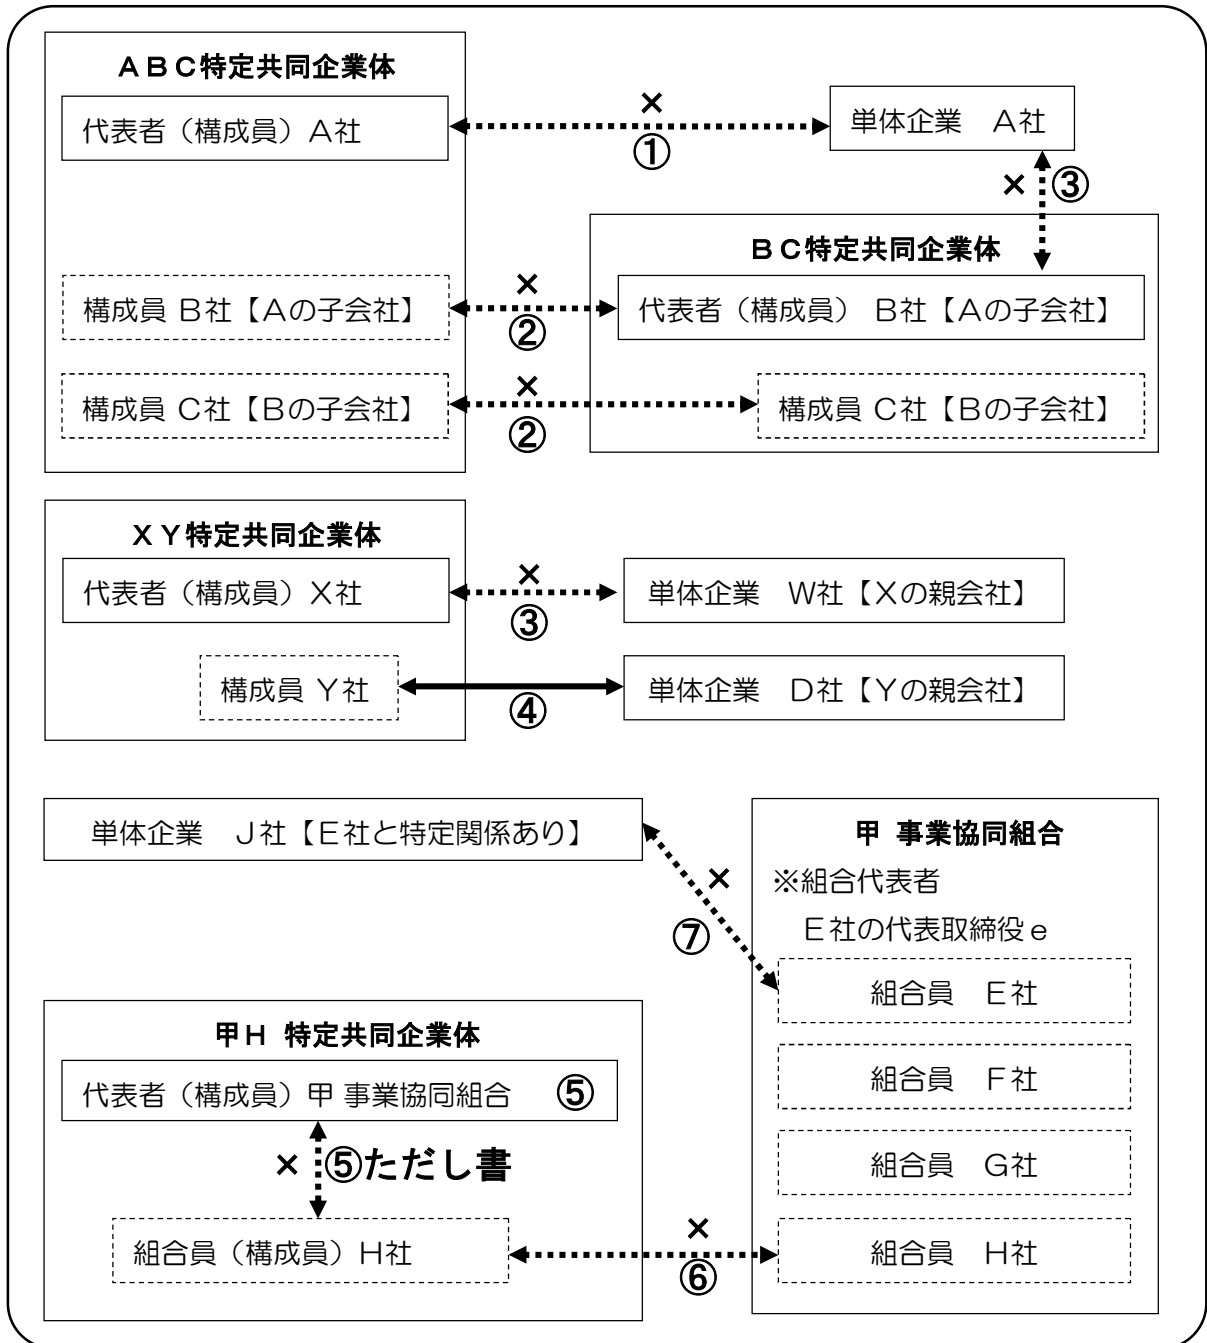 ABC特定共同企業体
代表者（構成員）A社
×
①
単体企業　A社
×③
BC特定共同企業体
構成員 B社【Aの子会社】
×
②
代表者（構成員） B社【Aの子会社】
構成員 C社【Bの子会社】
×
②
構成員 C社【Bの子会社】
XY特定共同企業体
代表者（構成員）X社
×
③
単体企業　W社【Xの親会社】
構成員 Y社
④
単体企業　D社【Yの親会社】
単体企業　J社【E社と特定関係あり】
×
⑦
甲 事業協同組合
※組合代表者
E社の代表取締役e
組合員　E社
組合員　F社
組合員　G社
組合員　H社
甲H 特定共同企業体
代表者（構成員）甲 事業協同組合　⑤
×　⑤ただし書
組合員（構成員）H社
×
⑥